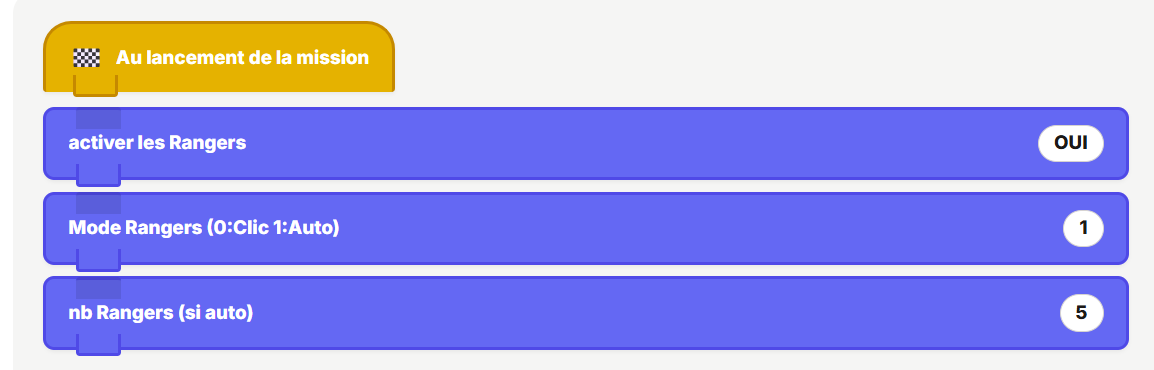 Au lancement de la mission
activer les Rangers OUI
Mode Rangers (0:Clic 1:Auto) 1
nb Rangers (si auto) 5